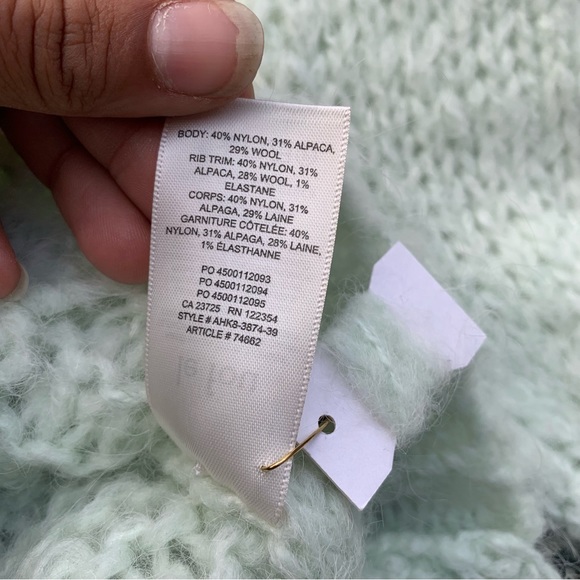 BODY: 40% NYLON, 31% ALPACA,
29% WOOL
RIB TRIM: 40% NYLON, 31%
ALPACA, 28% WOOL, 1%
ELASTANE
CORPS: 40% NYLON, 31%
ALPAGA, 29% LAINE
GARNITURE CÔTELÉE: 40%
NYLON, 31% ALPAGA, 28% LAINE,
1% ÉLASTHANNE
PO 4500112093
PO 4500112094
PO 4500112095
CA 23725 RN 122354
STYLE # AHK8-3874-39
ARTICLE # 74662